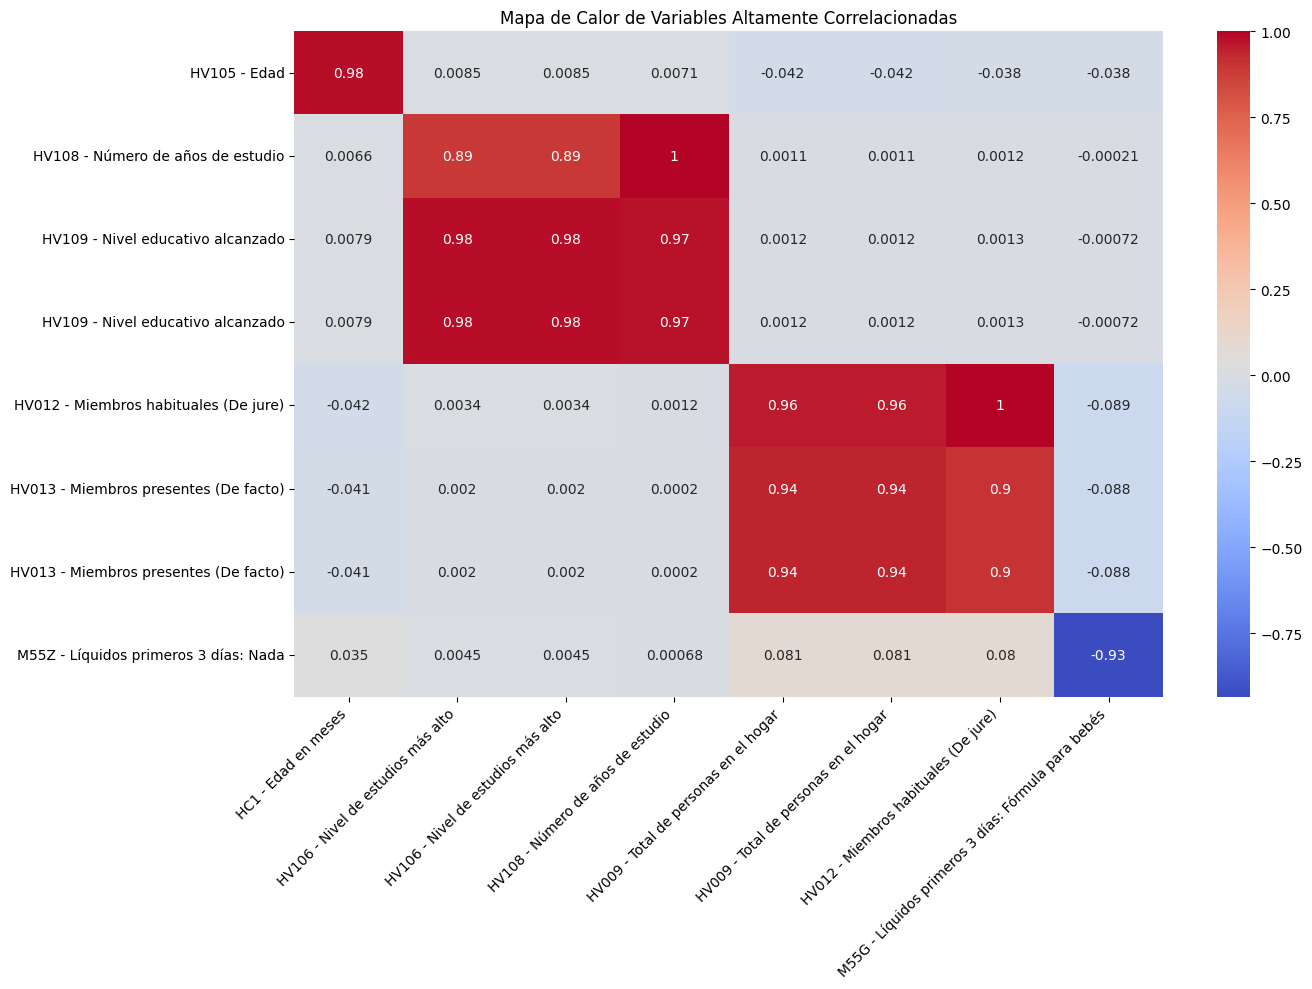 Mapa de Calor de Variables Altamente Correlacionadas
HV105 - Edad
0.98 0.0085 0.0085 0.0071 -0.042 -0.042 -0.038 -0.038
HV108 - Número de años de estudio
0.0066 0.89 0.89 1 0.0011 0.0011 0.0012 -0.00021
HV109 - Nivel educativo alcanzado
0.0079 0.98 0.98 0.97 0.0012 0.0012 0.0013 -0.00072
HV109 - Nivel educativo alcanzado
0.0079 0.98 0.98 0.97 0.0012 0.0012 0.0013 -0.00072
HV012 - Miembros habituales (De jure)
-0.042 0.0034 0.0034 0.0012 0.96 0.96 1 -0.089
HV013 - Miembros presentes (De facto)
-0.041 0.002 0.002 0.0002 0.94 0.94 0.9 -0.088
HV013 - Miembros presentes (De facto)
-0.041 0.002 0.002 0.0002 0.94 0.94 0.9 -0.088
M55Z - Líquidos primeros 3 días: Nada
0.035 0.0045 0.0045 0.00068 0.081 0.081 0.08 -0.93
HC1 - Edad en meses
HV106 - Nivel de estudios más alto
HV106 - Nivel de estudios más alto
HV108 - Número de años de estudio
HV009 - Total de personas en el hogar
HV009 - Total de personas en el hogar
HV012 - Miembros habituales (De jure)
M55G - Líquidos primeros 3 días: Fórmula para bebés
1.00
0.75
0.50
0.25
0.00
−0.25
−0.50
−0.75